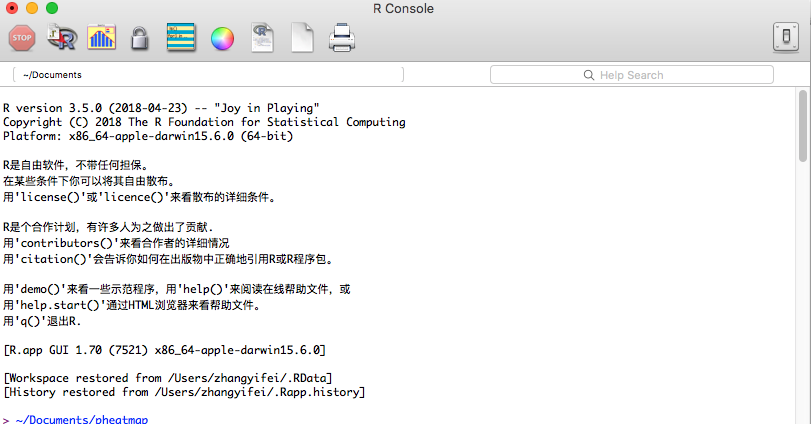 R Console
STOP
~/Documents
Help Search
R version 3.5.0 (2018-04-23) -- "Joy in Playing"
Copyright (C) 2018 The R Foundation for Statistical Computing
Platform: x86_64-apple-darwin15.6.0 (64-bit)
R是自由软件，不带任何担保。
在某些条件下你可以将其自由散布。
用'license()'或'licence()'来看散布的详细条件。
R是个合作计划，有许多人为之做出了贡献.
用'contributors()'来看合作者的详细情况
用'citation()'会告诉你如何在出版物中正确地引用R或R程序包。
用'demo()'来看一些示范程序，用'help()'来阅读在线帮助文件，或
用'help.start()'通过HTML浏览器来看帮助文件。
用'q()'退出R.
[R.app GUI 1.70 (7521) x86_64-apple-darwin15.6.0]
[Workspace restored from /Users/zhangyifei/.RData]
[History restored from /Users/zhangyifei/.Rapp.history]
> ~/Documents/pheatmap